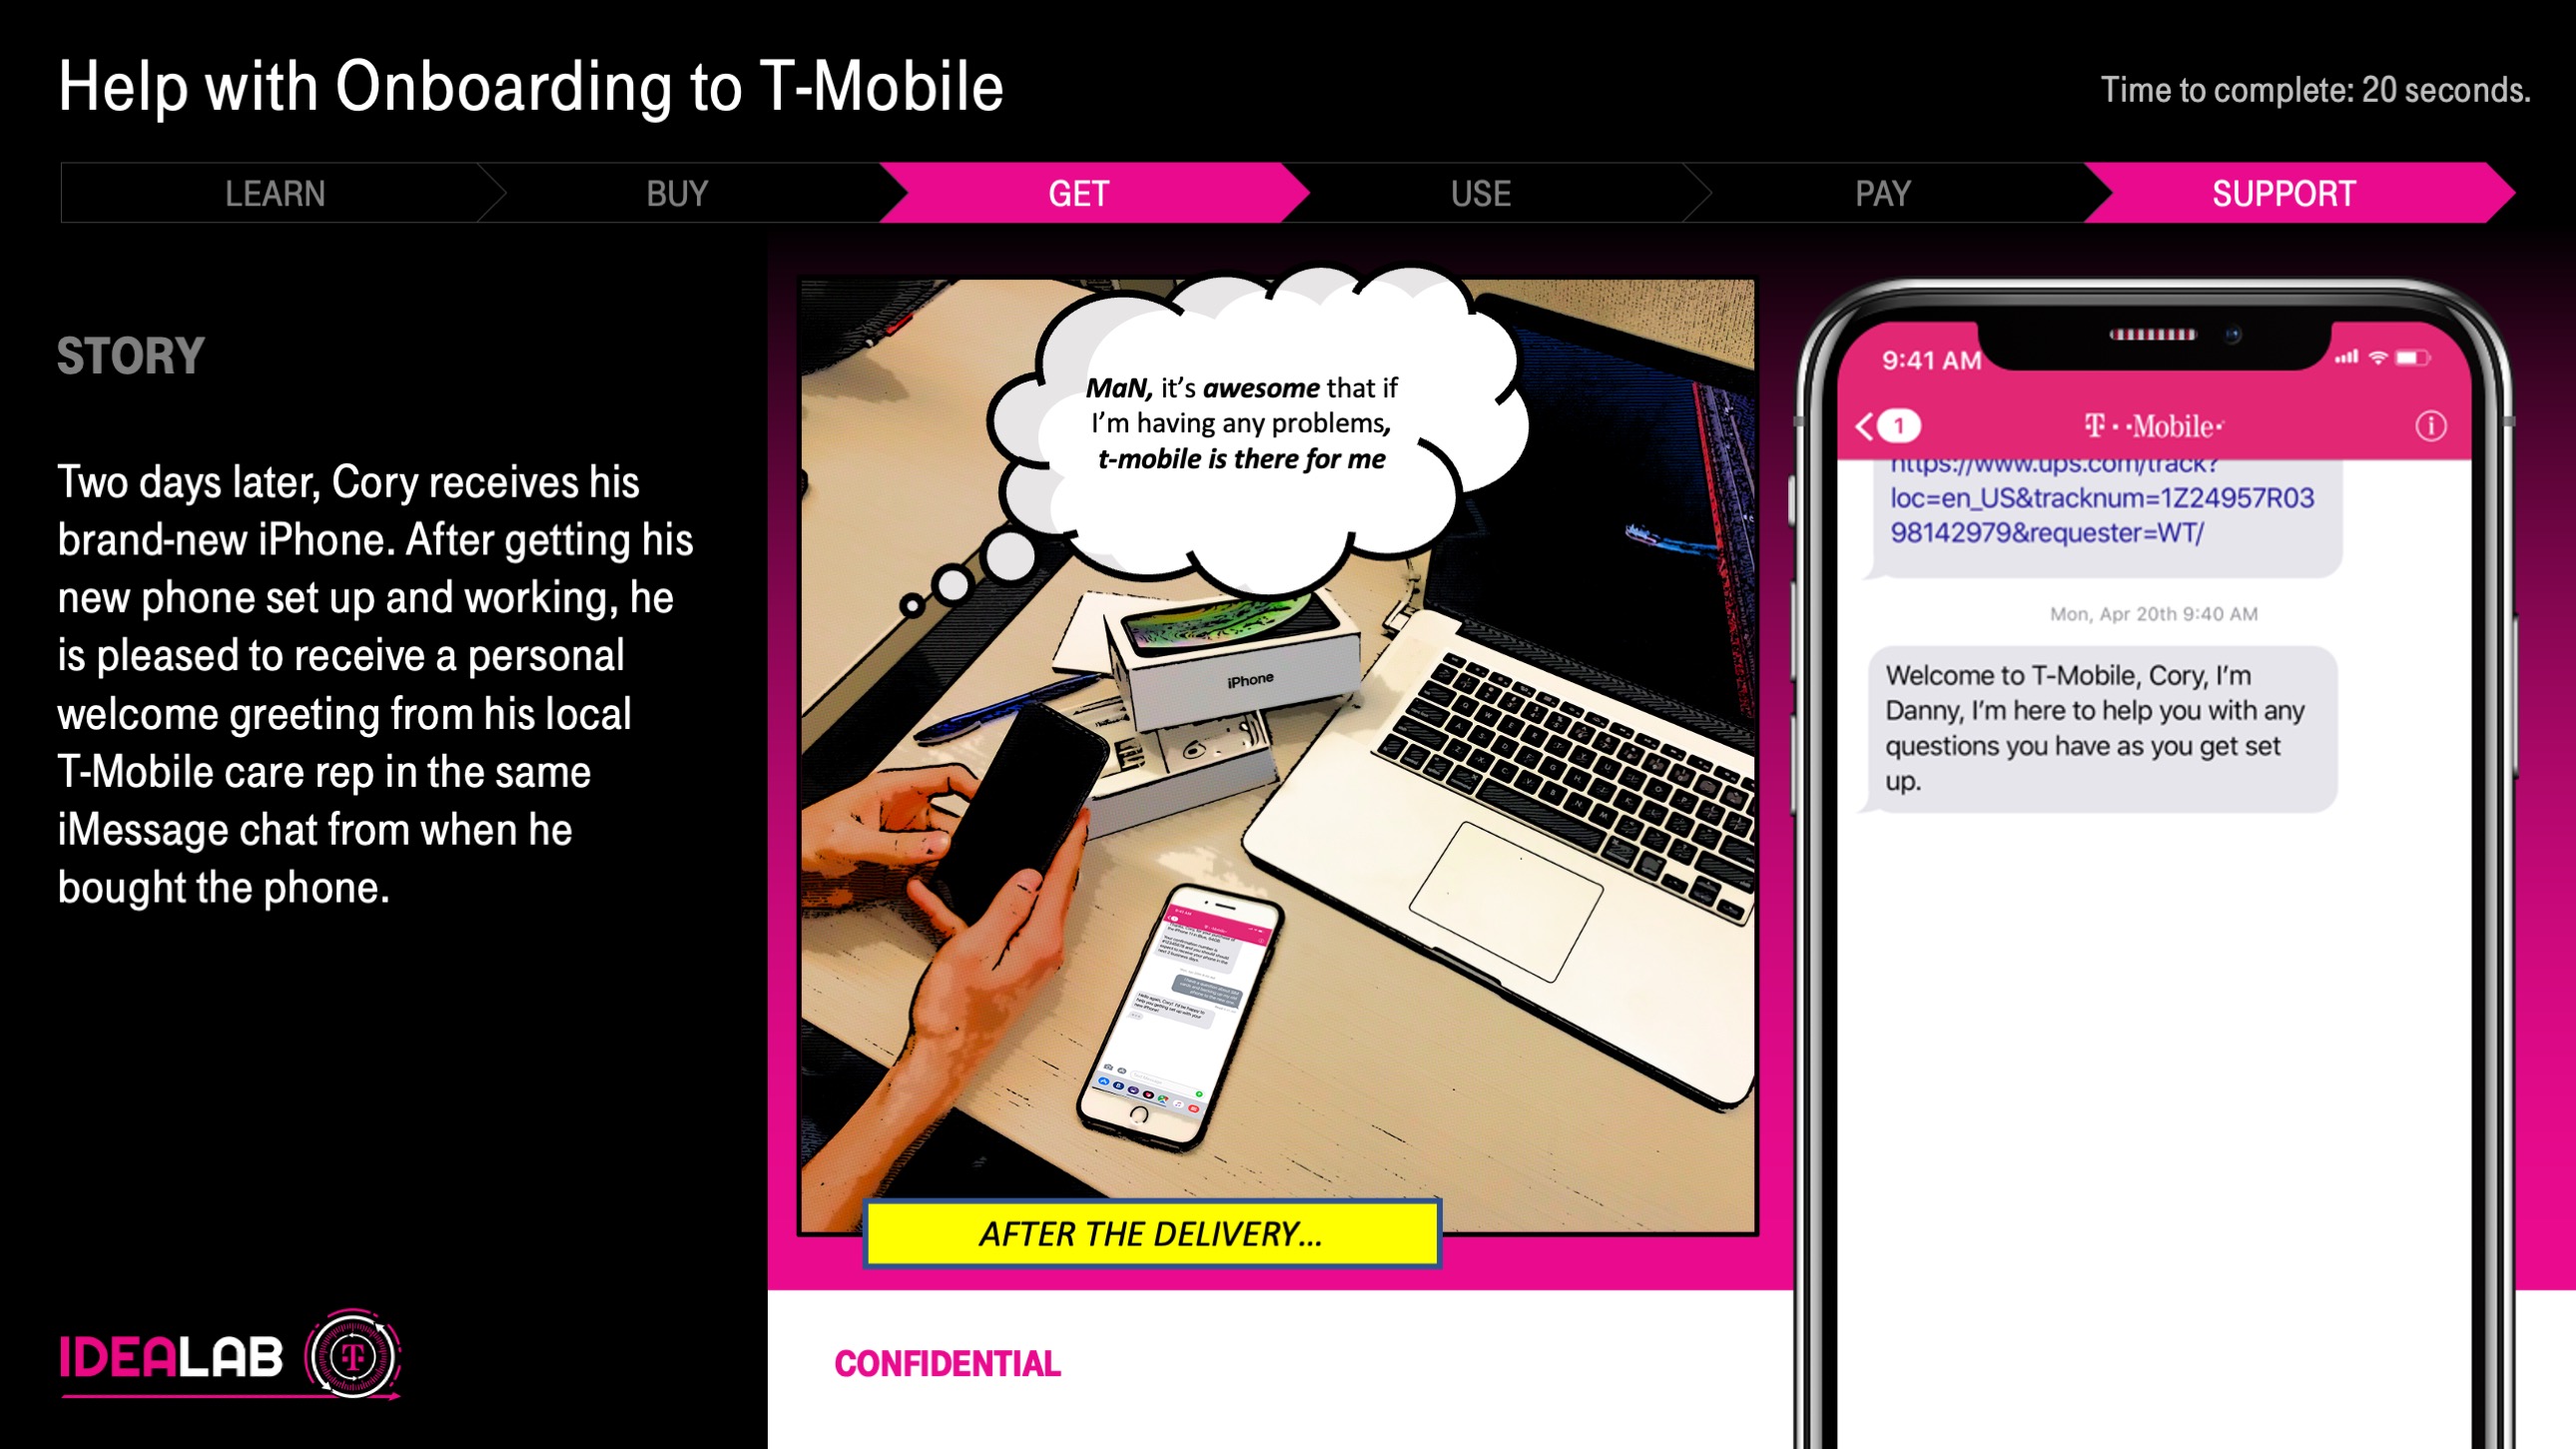 Help with Onboarding to T-Mobile
Time to complete: 20 seconds.
LEARN
BUY
GET
USE
PAY
SUPPORT
STORY
Two days later, Cory receives his
brand-new iPhone. After getting his
new phone set up and working, he
is pleased to receive a personal
welcome greeting from his local
T-Mobile care rep in the same
iMessage chat from when he
bought the phone.
MaN, it's awesome that if
I'm having any problems,
t-mobile is there for me
iPhone
AFTER THE DELIVERY...
9:41 AM
1
T··Mobile·
https://www.ups.com/track?
loc=en_US&tracknum=1Z24957R03
98142979&requester=WT/
Mon, Apr 20th 9:40 AM
Welcome to T-Mobile, Cory, I'm
Danny, I'm here to help you with any
questions you have as you get set
up.
IDEALAB
T
CONFIDENTIAL